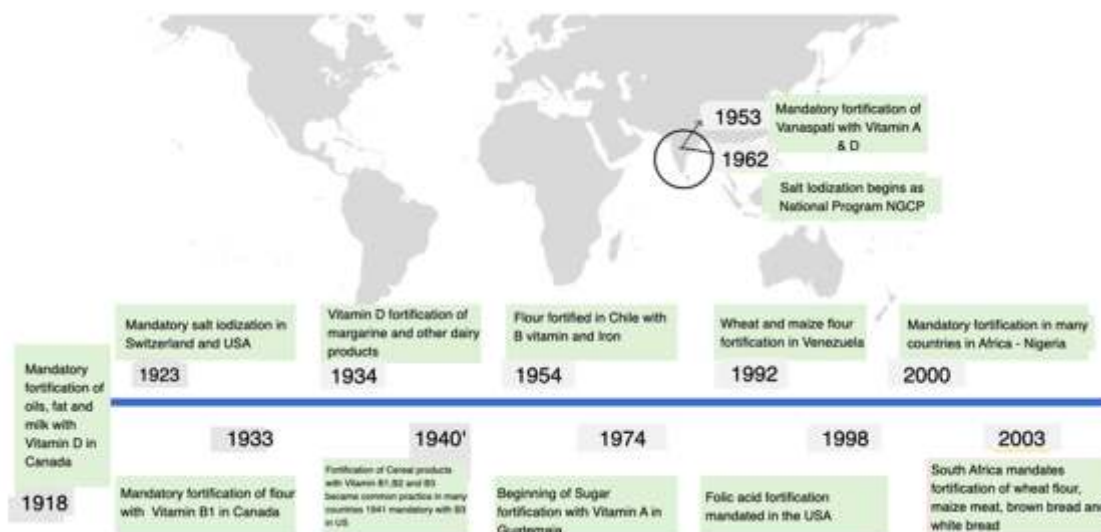 1953
Mandatory fortification of
Vanaspati with Vitamin A
& D
1962
Salt Iodization begins as
National Program NGCP
Mandatory salt iodization in
Switzerland and USA
1923
Vitamin D fortification of
margarine and other dairy
products
1934
Flour fortified in Chile with
B vitamin and Iron
1954
Wheat and maize flour
fortification in Venezuela
1992
Mandatory fortification in many
countries in Africa - Nigeria
2000
Mandatory
fortification of
oils, fat and
milk with
Vitamin D in
Canada
1918
1933
Mandatory fortification of flour
with Vitamin B1 in Canada
1940'
Fortification of Cereal products
with Vitamin B1,B2 and B3
became common practice in many
countries 1941 mandatory with B3
in US
1974
Beginning of Sugar
fortification with Vitamin A in
Guatemala
1998
Folic acid fortification
mandated in the USA
2003
South Africa mandates
fortification of wheat flour,
maize meat, brown bread and
white bread